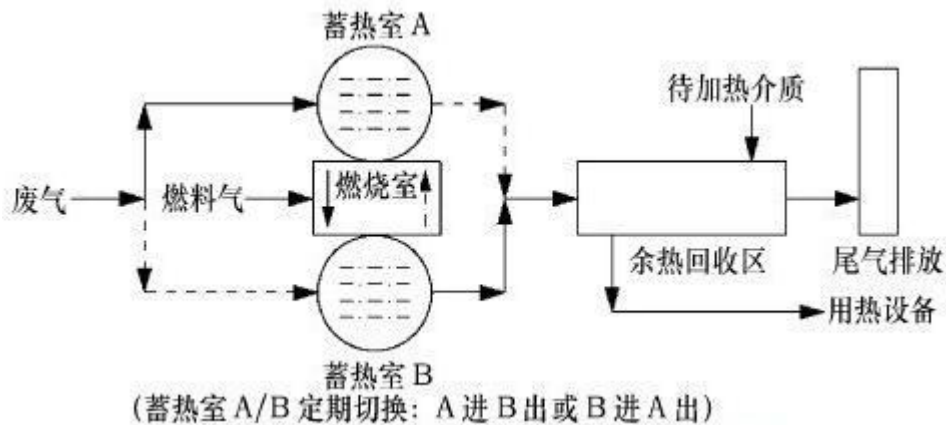 蓄热室 A
待加热介质
废气
燃料气
燃烧室
余热回收区
尾气排放
用热设备
蓄热室 B
(蓄热室 A/B 定期切换: A 进 B 出或 B 进 A 出)